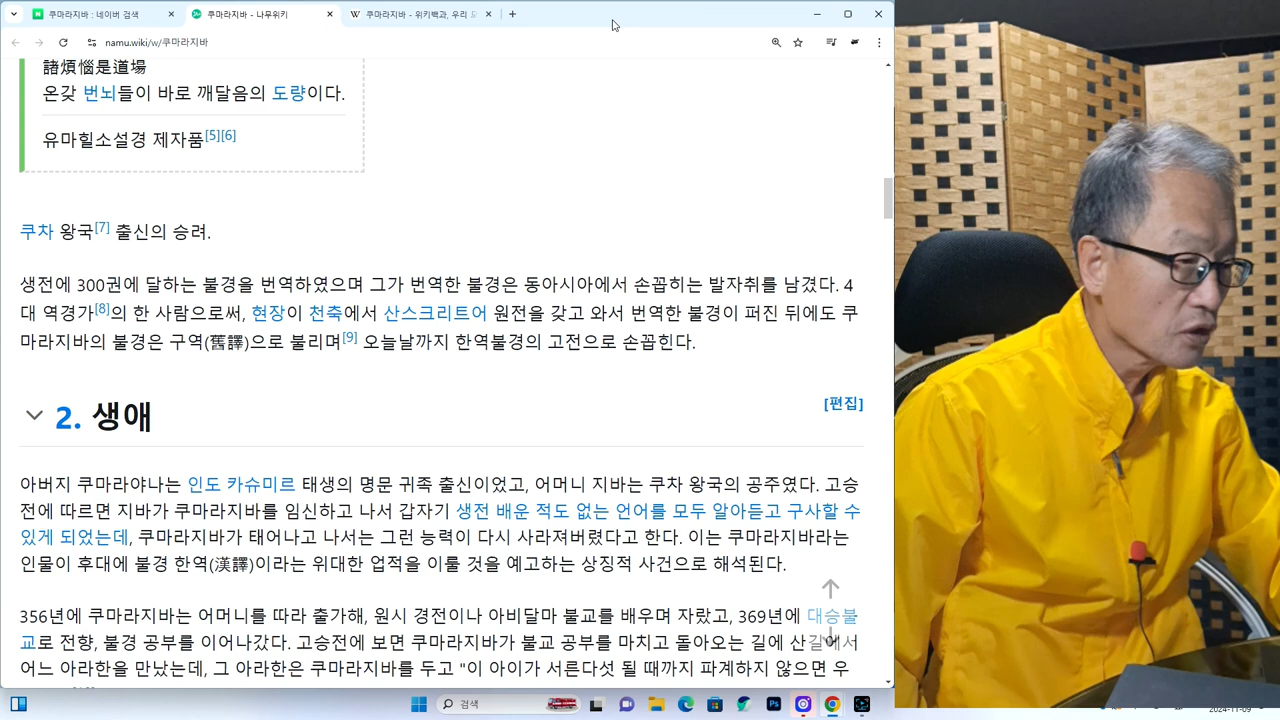 쿠마라지바 : 네이버 검색
쿠마라지바 - 나무위키
쿠마라지바 - 위키백과, 우리 모
namu.wiki/w/쿠마라지바
諸煩惱是道場
온갖 번뇌들이 바로 깨달음의 도량이다.
유마힐소설경 제자품[5][6]
쿠차 왕국[7] 출신의 승려.
생전에 300권에 달하는 불경을 번역하였으며 그가 번역한 불경은 동아시아에서 손꼽히는 발자취를 남겼다. 4
대 역경가[8]의 한 사람으로써, 현장이 천축에서 산스크리트어 원전을 갖고 와서 번역한 불경이 퍼진 뒤에도 쿠
마라지바의 불경은 구역(舊譯)으로 불리며[9] 오늘날까지 한역불경의 고전으로 손꼽힌다.
2. 생애
[편집]
아버지 쿠마라야나는 인도 카슈미르 태생의 명문 귀족 출신이었고, 어머니 지바는 쿠차 왕국의 공주였다. 고승
전에 따르면 지바가 쿠마라지바를 임신하고 나서 갑자기 생전 배운 적도 없는 언어를 모두 알아듣고 구사할 수
있게 되었는데, 쿠마라지바가 태어나고 나서는 그런 능력이 다시 사라져버렸다고 한다. 이는 쿠마라지바라는
인물이 후대에 불경 한역(漢譯)이라는 위대한 업적을 이룰 것을 예고하는 상징적 사건으로 해석된다.
356년에 쿠마라지바는 어머니를 따라 출가해, 원시 경전이나 아비달마 불교를 배우며 자랐고, 369년에 대승불
교로 전향, 불경 공부를 이어나갔다. 고승전에 보면 쿠마라지바가 불교 공부를 마치고 돌아오는 길에 산길에서
어느 아라한을 만났는데, 그 아라한은 쿠마라지바를 두고 "이 아이가 서른다섯 될 때까지 파계하지 않으면 우
검색
2024-11-09